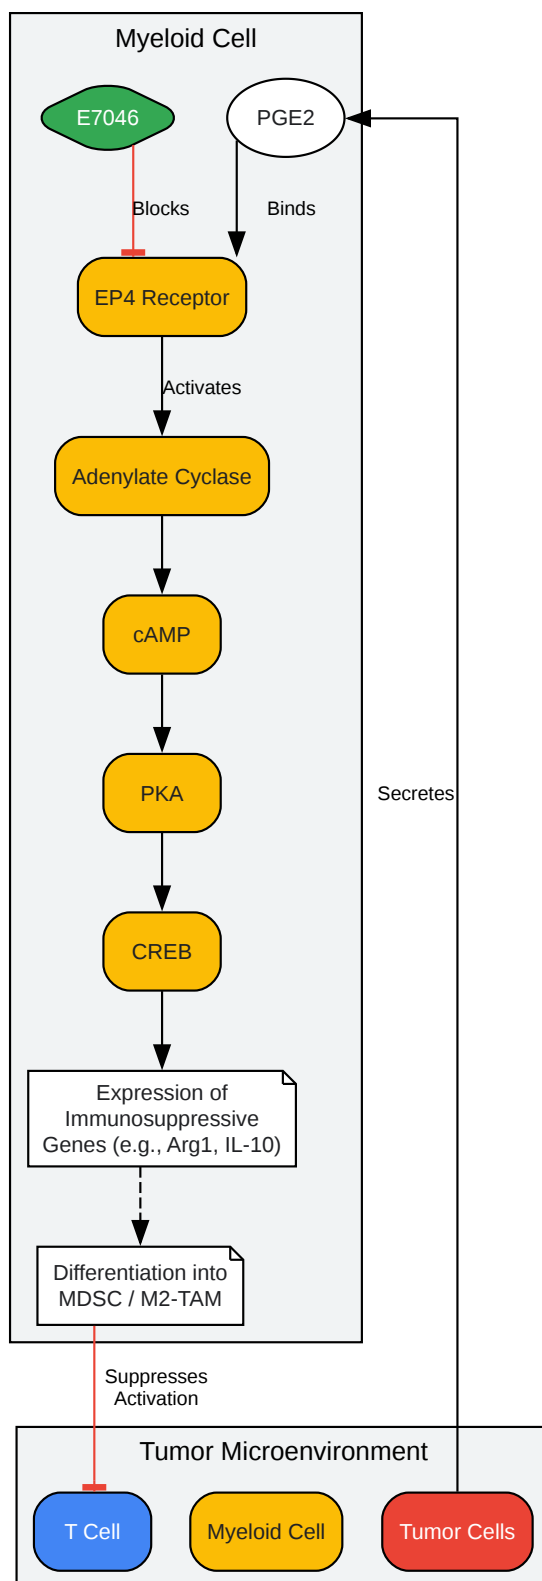 Myeloid Cell
E7046
PGE2
Blocks
Binds
EP4 Receptor
Activates
Adenylate Cyclase
cAMP
PKA
Secretes
CREB
Expression of
Immunosuppressive
Genes (e.g., Arg1, IL-10)
Differentiation into
MDSC / M2-TAM
Suppresses
Activation
Tumor Microenvironment
T Cell
Myeloid Cell
Tumor Cells